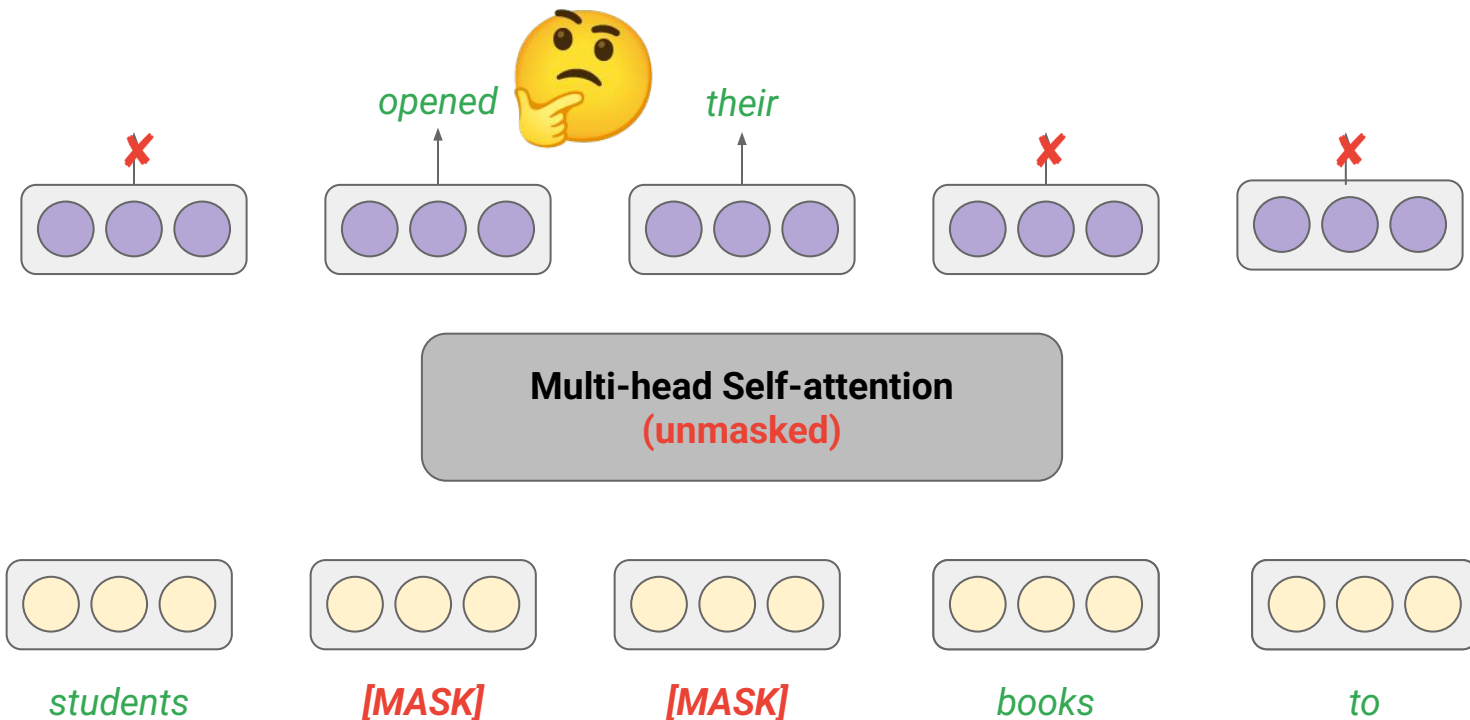 opened
their
Multi-head Self-attention
(unmasked)
students
[MASK]
[MASK]
books
to